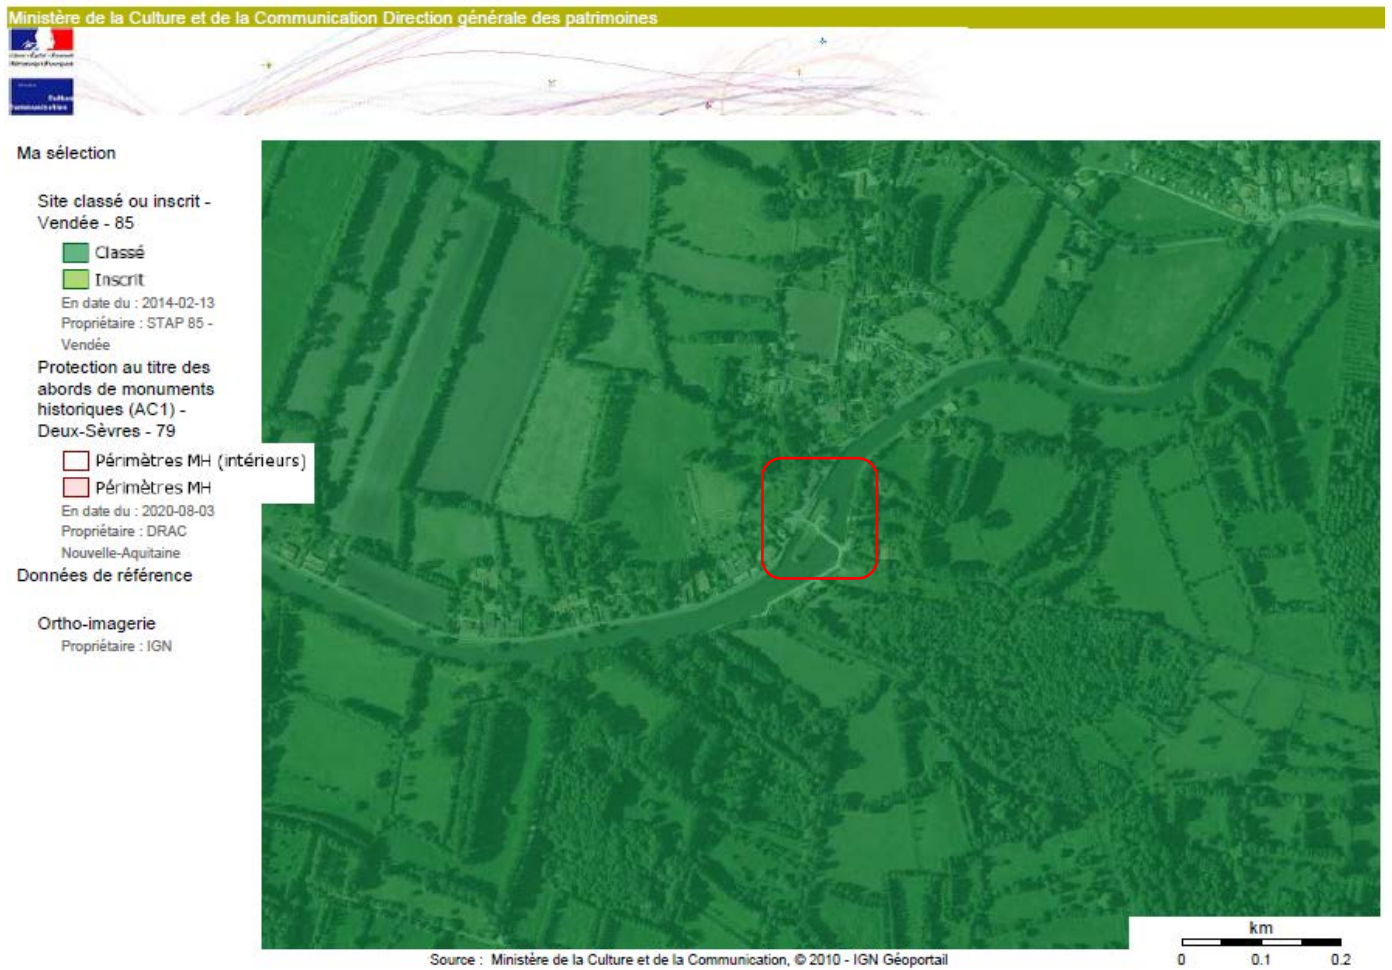 Ministère de la Culture et de la Communication Direction générale des patrimoines
Culture
Communication
Ma sélection
Site classé ou inscrit -
Vendée - 85
Classé
Inscrit
En date du : 2014-02-13
Propriétaire : STAP 85 -
Vendée
Protection au titre des
abords de monuments
historiques (AC1) -
Deux-Sèvres - 79
Périmètres MH (intérieurs)
Périmètres MH
En date du : 2020-08-03
Propriétaire : DRAC
Nouvelle-Aquitaine
Données de référence
Ortho-imagerie
Propriétaire : IGN
km
0 0.1 0.2
Source : Ministère de la Culture et de la Communication, © 2010 - IGN Géoportail